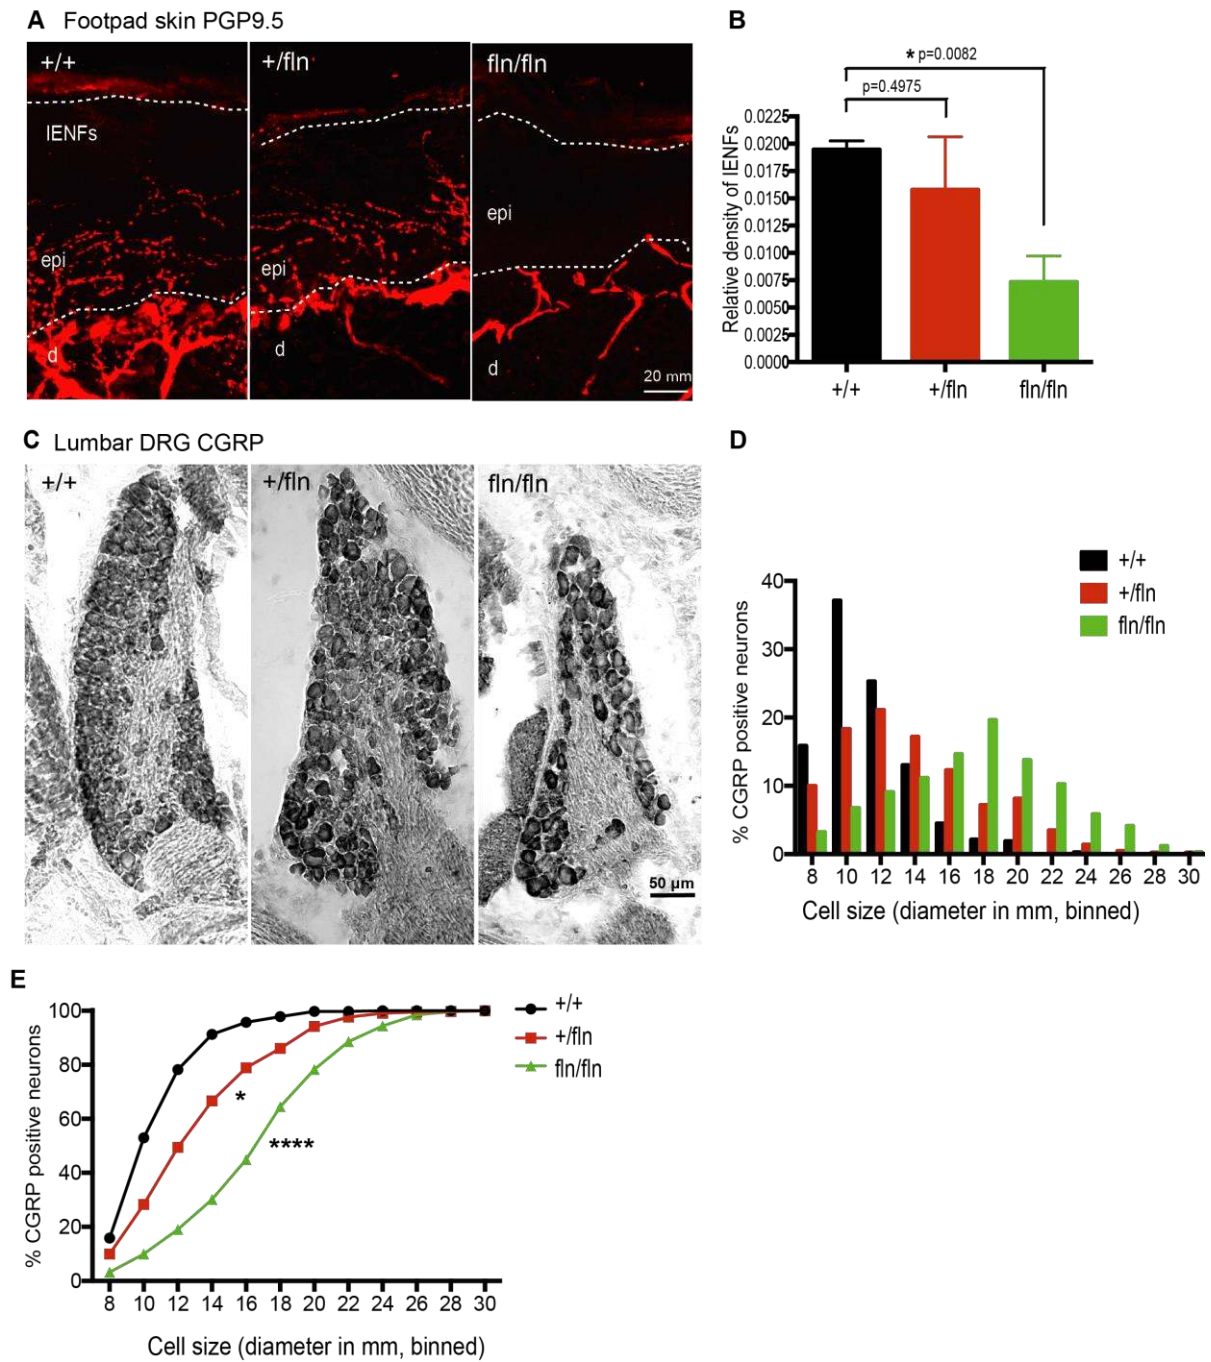 A Footpad skin PGP9.5
+/+
+/fln
fln/fln
IENFs
epi
epi
epi
d
d
d
20 mm
B
* p=0.0082
p=0.4975
Relative density of IENFs
0.0225
0.0200
0.0175
0.0150
0.0125
0.0100
0.0075
0.0050
0.0025
0.0000
+/+ +/fln fln/fln
C Lumbar DRG CGRP
+/+
+/fln
fln/fln
50 µm
D
+/+
+/fln
fln/fln
% CGRP positive neurons
40
30
20
10
0
8 10 12 14 16 18 20 22 24 26 28 30
Cell size (diameter in mm, binned)
E
+/+
+/fln
fln/fln
% CGRP positive neurons
100
80
60
40
20
0
*
****
8 10 12 14 16 18 20 22 24 26 28 30
Cell size (diameter in mm, binned)